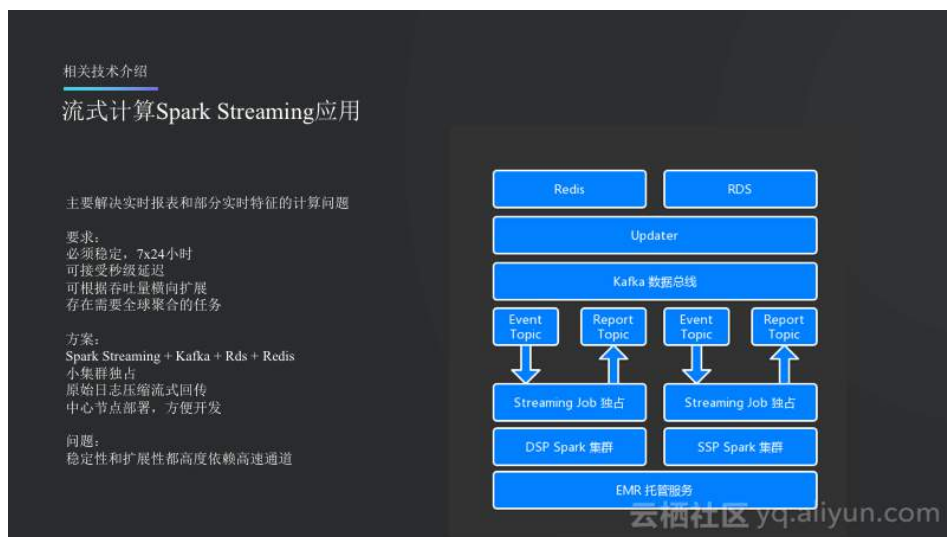 相关技术介绍
流式计算Spark Streaming应用
主要解决实时报表和部分实时特征的计算问题
要求：
必须稳定，7x24小时
可接受秒级延迟
可根据吞吐量横向扩展
存在需要全球聚合的任务
方案：
Spark Streaming + Kafka + Rds + Redis
小集群独占
原始日志压缩流式回传
中心节点部署，方便开发
问题：
稳定性和扩展性都高度依赖高速通道
Redis
RDS
Updater
Kafka 数据总线
Event
Topic
Report
Topic
Event
Topic
Report
Topic
Streaming Job 独占
Streaming Job 独占
DSP Spark 集群
SSP Spark 集群
EMR 托管服务
云栖社区 yq.aliyun.com